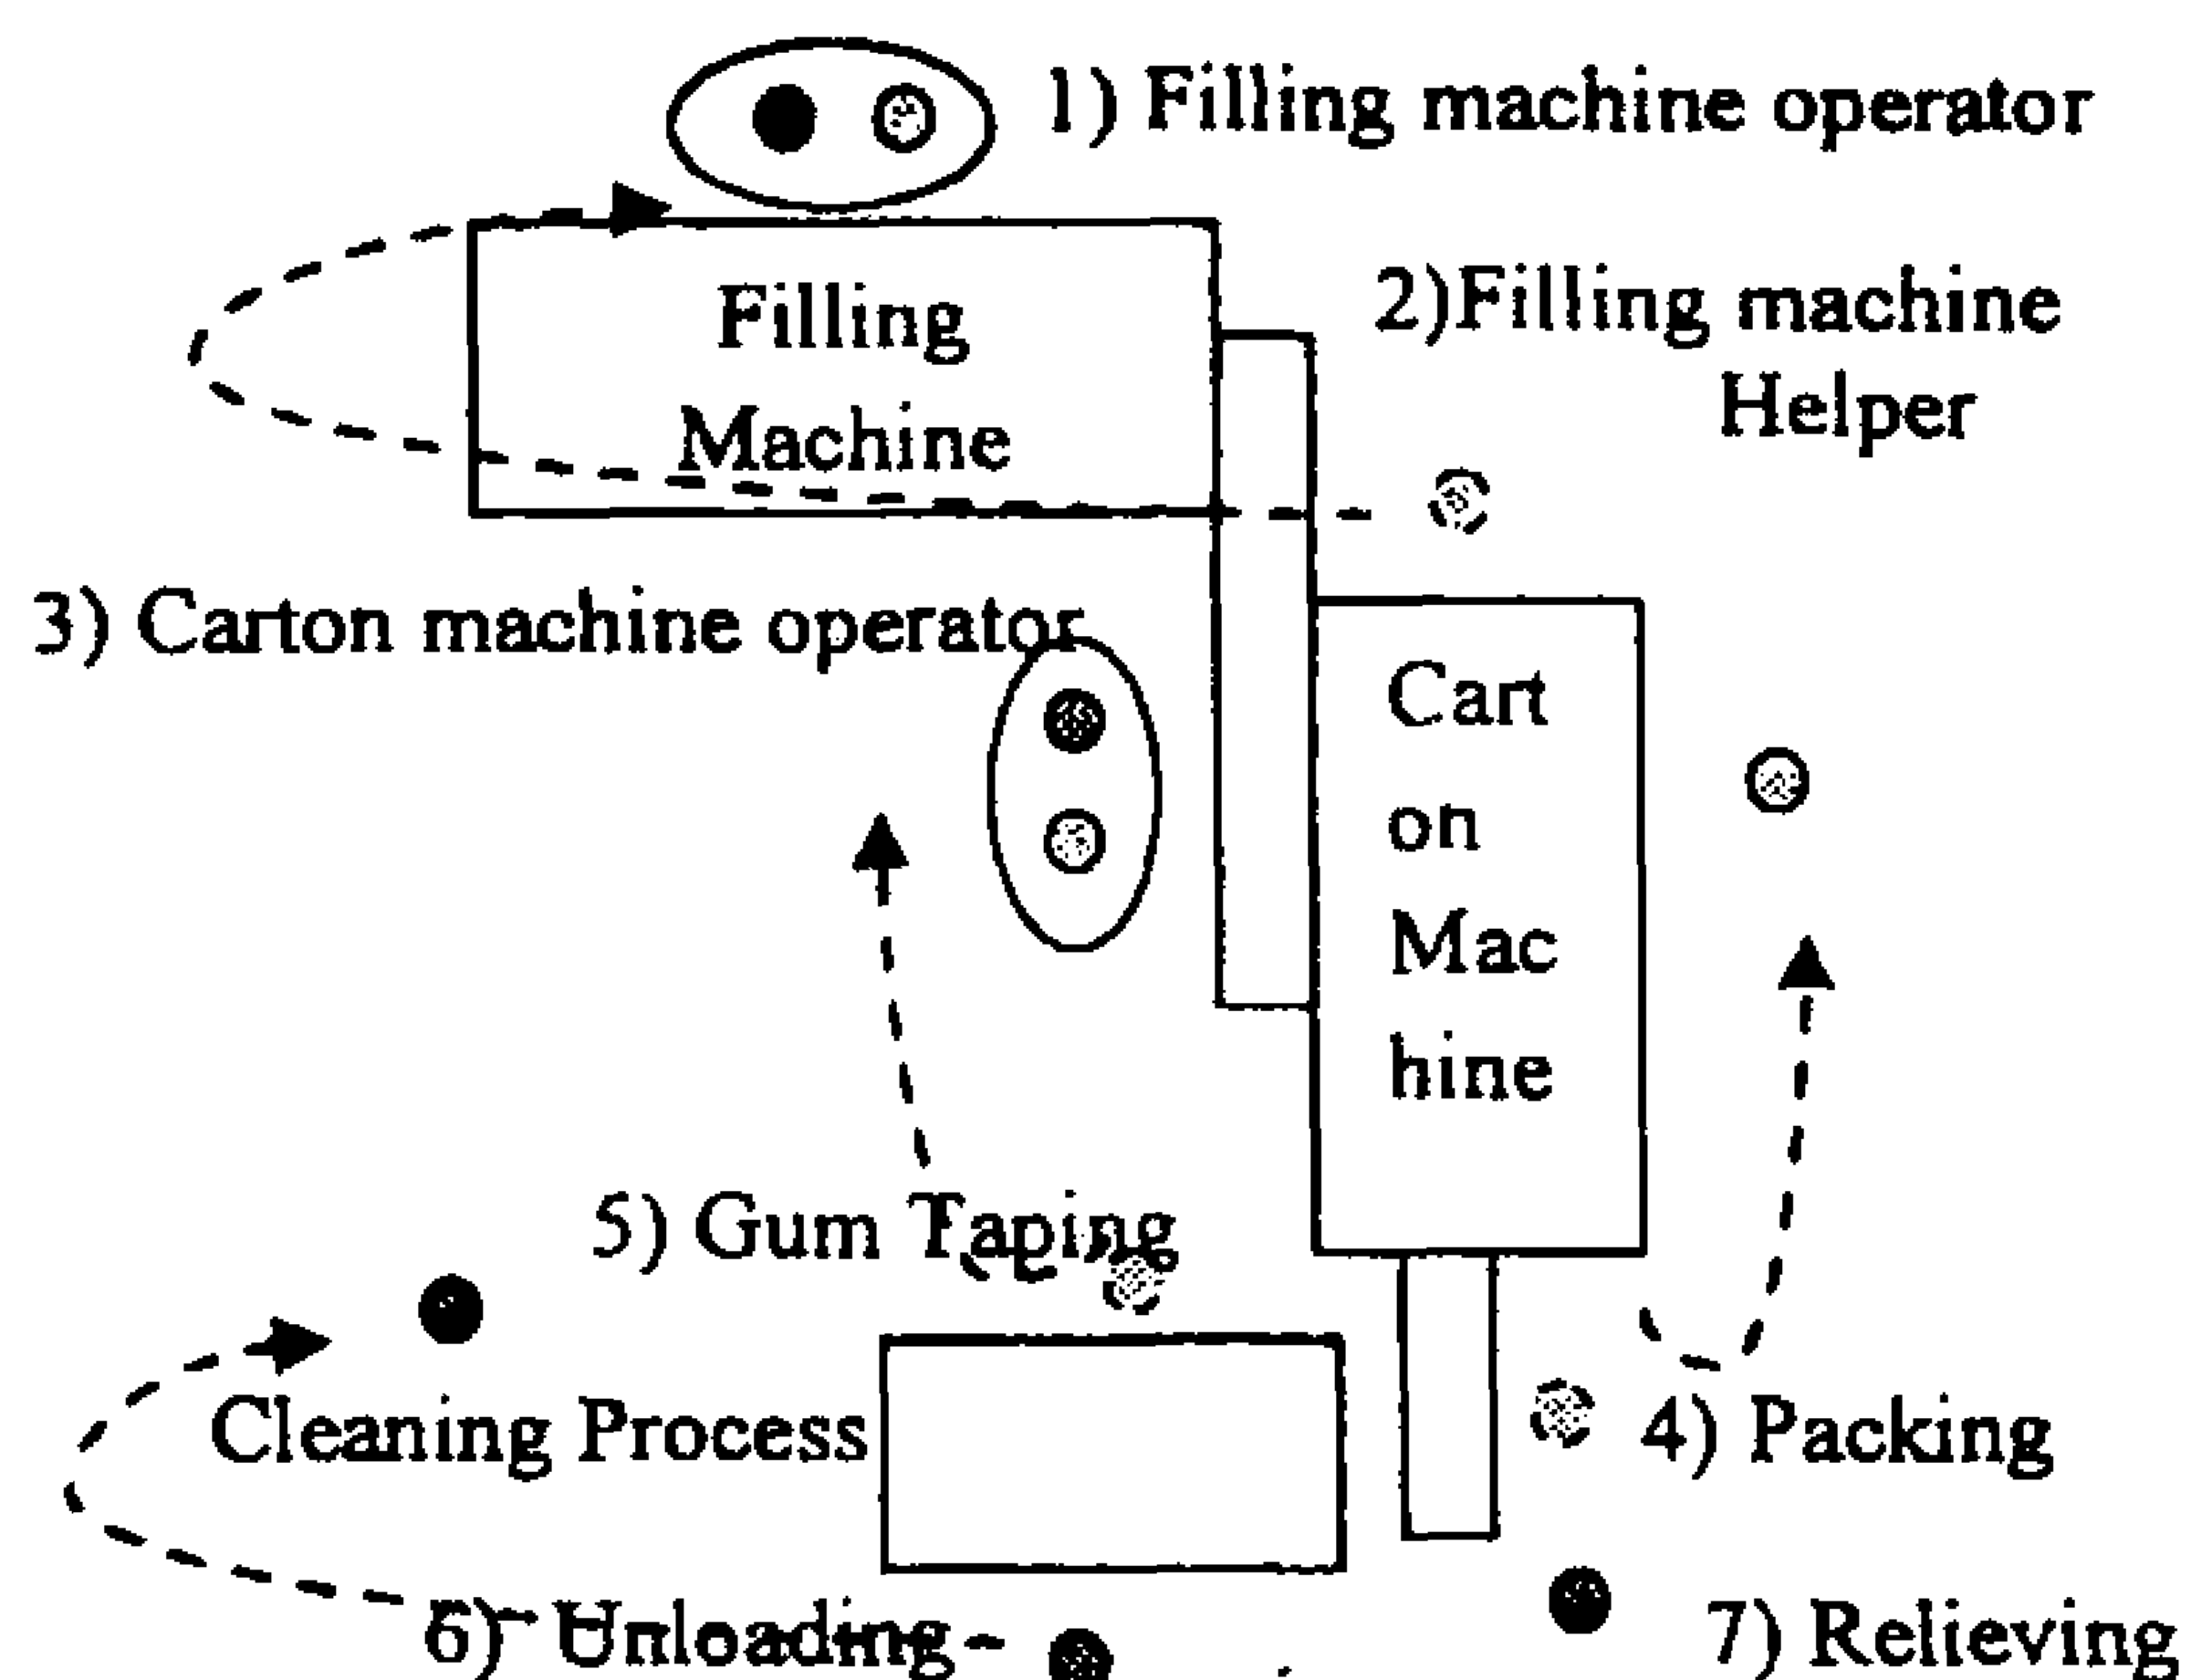 1) Filling machine operator
Filling
Machine
2)Filling machine
Helper
3) Carton machine operator
Cart
on
Mac
hine
5) Gum Taping
Cleaning Process
4) Packing
6) Unloading
7) Relieving